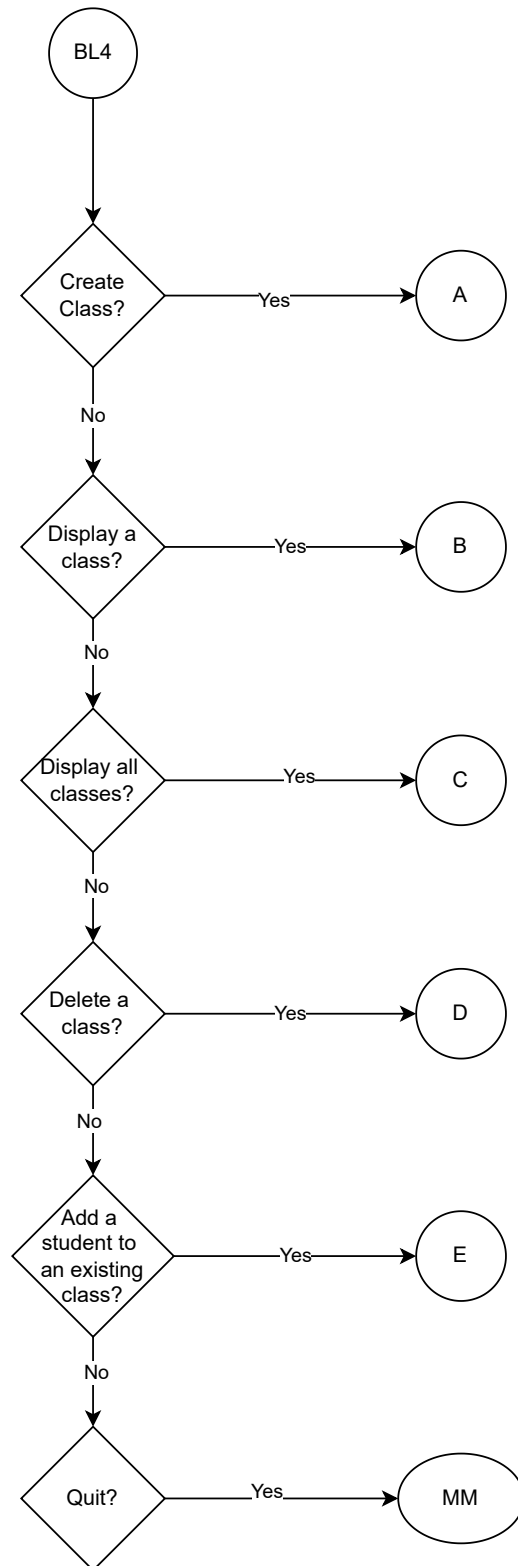 BL4
Create
Class?
Yes
A
No
Display a
class?
Yes
B
No
Display all
classes?
Yes
C
No
Delete a
class?
Yes
D
No
Add a
student to
an existing
class?
Yes
E
No
Quit?
Yes
MM